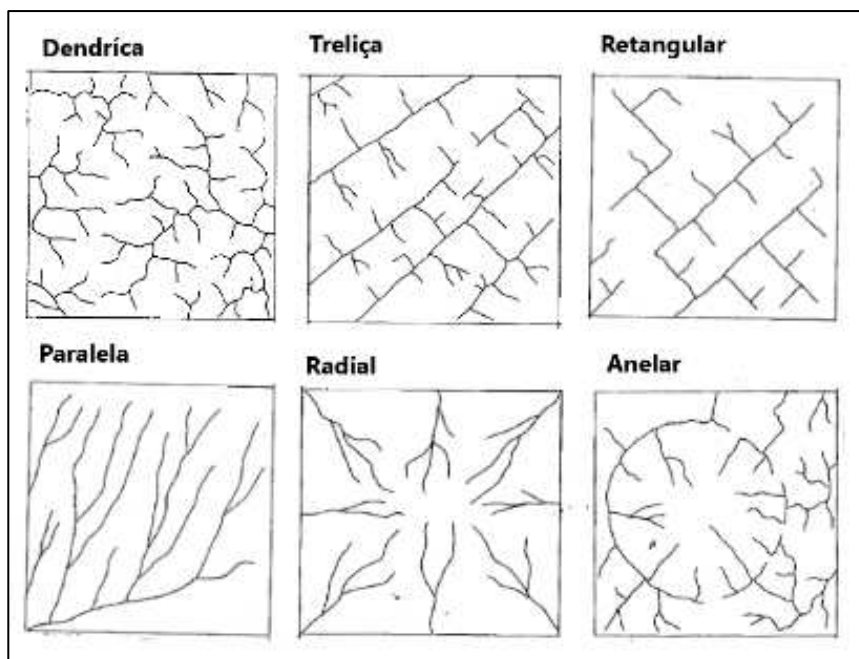 Dendríca
Treliça
Retangular
Paralela
Radial
Anelar